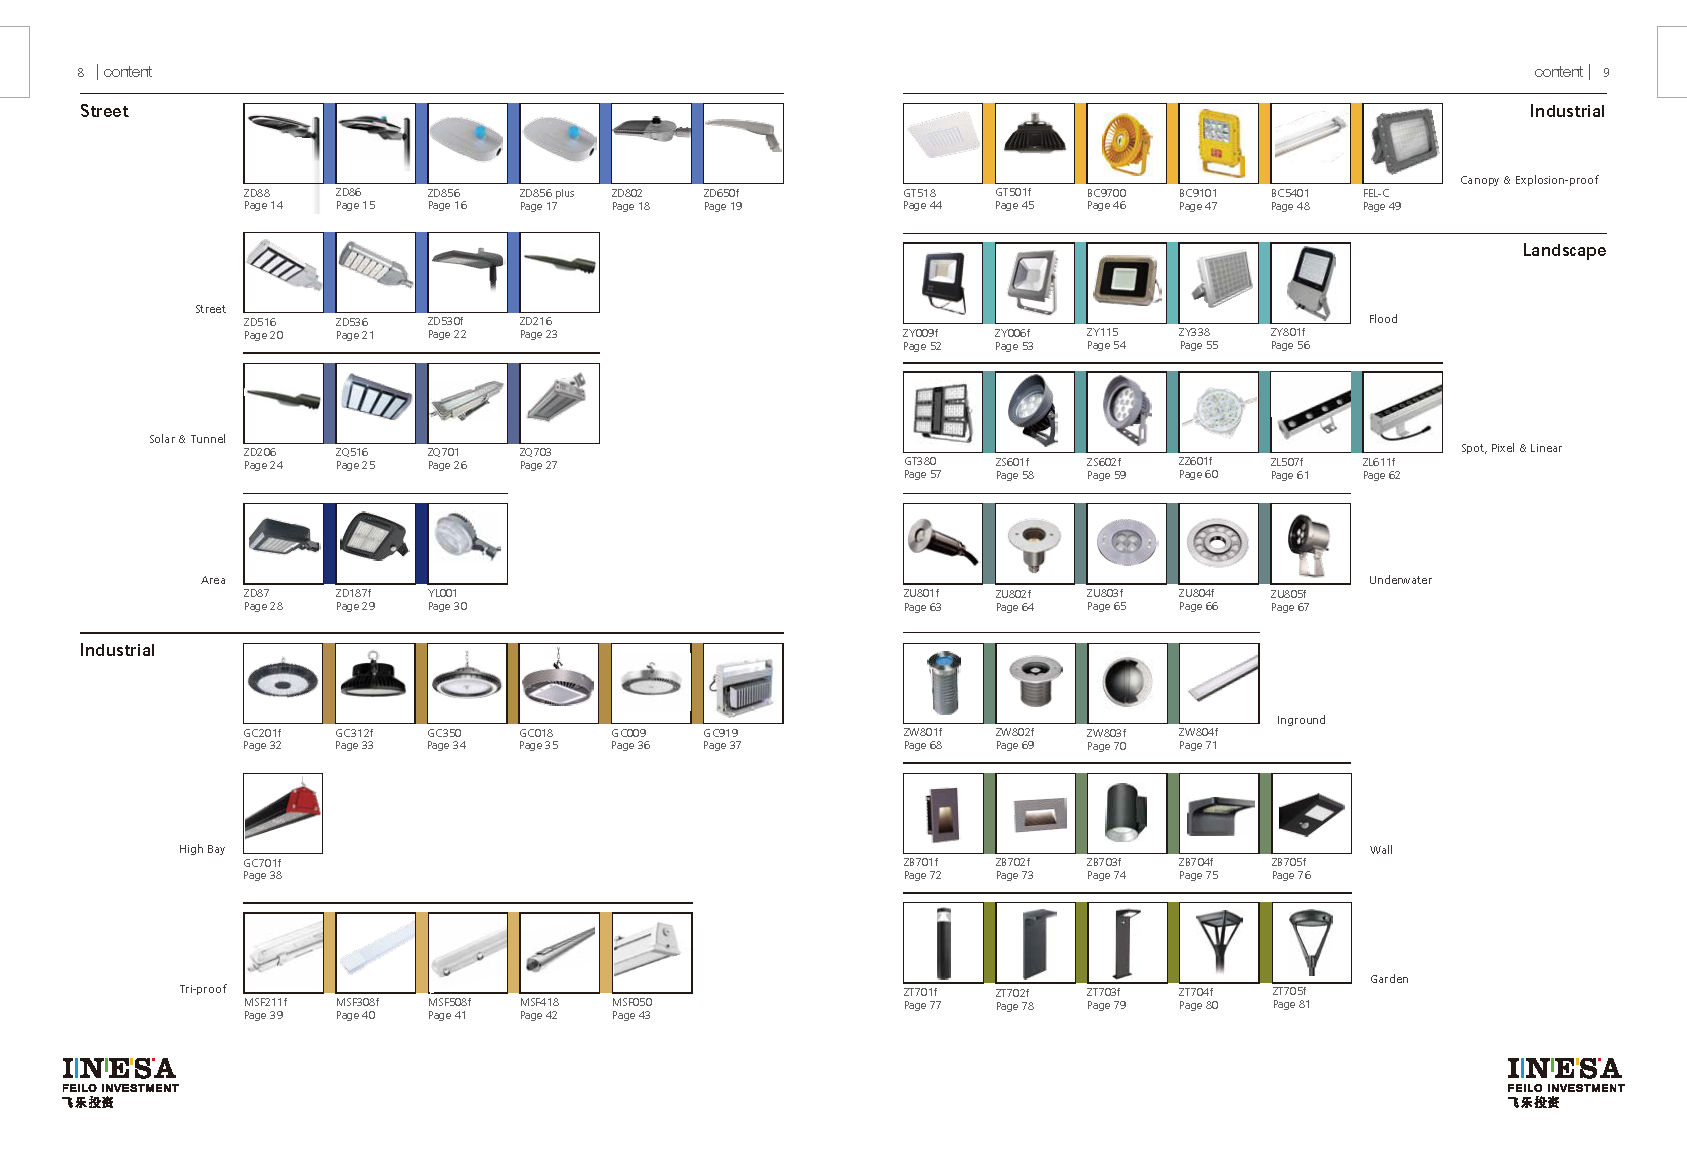 8 | content
Street
ZD88
Page 14
ZD86
Page 15
ZD856
Page 16
ZD856 plus
Page 17
ZD802
Page 18
ZD650f
Page 19
Street
ZD516
Page 20
ZD536
Page 21
ZD530f
Page 22
ZD216
Page 23
Solar & Tunnel
ZD206
Page 24
ZQ516
Page 25
ZQ701
Page 26
ZQ703
Page 27
Area
ZD87
Page 28
ZD187f
Page 29
YL001
Page 30
Industrial
GC201f
Page 32
GC312f
Page 33
GC350
Page 34
GC018
Page 35
GC009
Page 36
GC919
Page 37
High Bay
GC701f
Page 38
Tri-proof
MSF211f
Page 39
MSF308f
Page 40
MSF508f
Page 41
MSF418
Page 42
MSF050
Page 43
INESA
FEILO INVESTMENT
飞乐投资
content | 9
Industrial
GT518
Page 44
GT501f
Page 45
BC9700
Page 46
BC9101
Page 47
BC5401
Page 48
FEL-C
Page 49
Canopy & Explosion-proof
Landscape
ZY009f
Page 52
ZY006f
Page 53
ZY115
Page 54
ZY338
Page 55
ZY801f
Page 56
Flood
GT380
Page 57
ZS601f
Page 58
ZS602f
Page 59
ZZ601f
Page 60
ZL507f
Page 61
ZL611f
Page 62
Spot, Pixel & Linear
ZU801f
Page 63
ZU802f
Page 64
ZU803f
Page 65
ZU804f
Page 66
ZU805f
Page 67
Underwater
ZW801f
Page 68
ZW802f
Page 69
ZW803f
Page 70
ZW804f
Page 71
Inground
ZB701f
Page 72
ZB702f
Page 73
ZB703f
Page 74
ZB704f
Page 75
ZB705f
Page 76
Wall
ZT701f
Page 77
ZT702f
Page 78
ZT703f
Page 79
ZT704f
Page 80
ZT705f
Page 81
Garden
INESA
FEILO INVESTMENT
飞乐投资